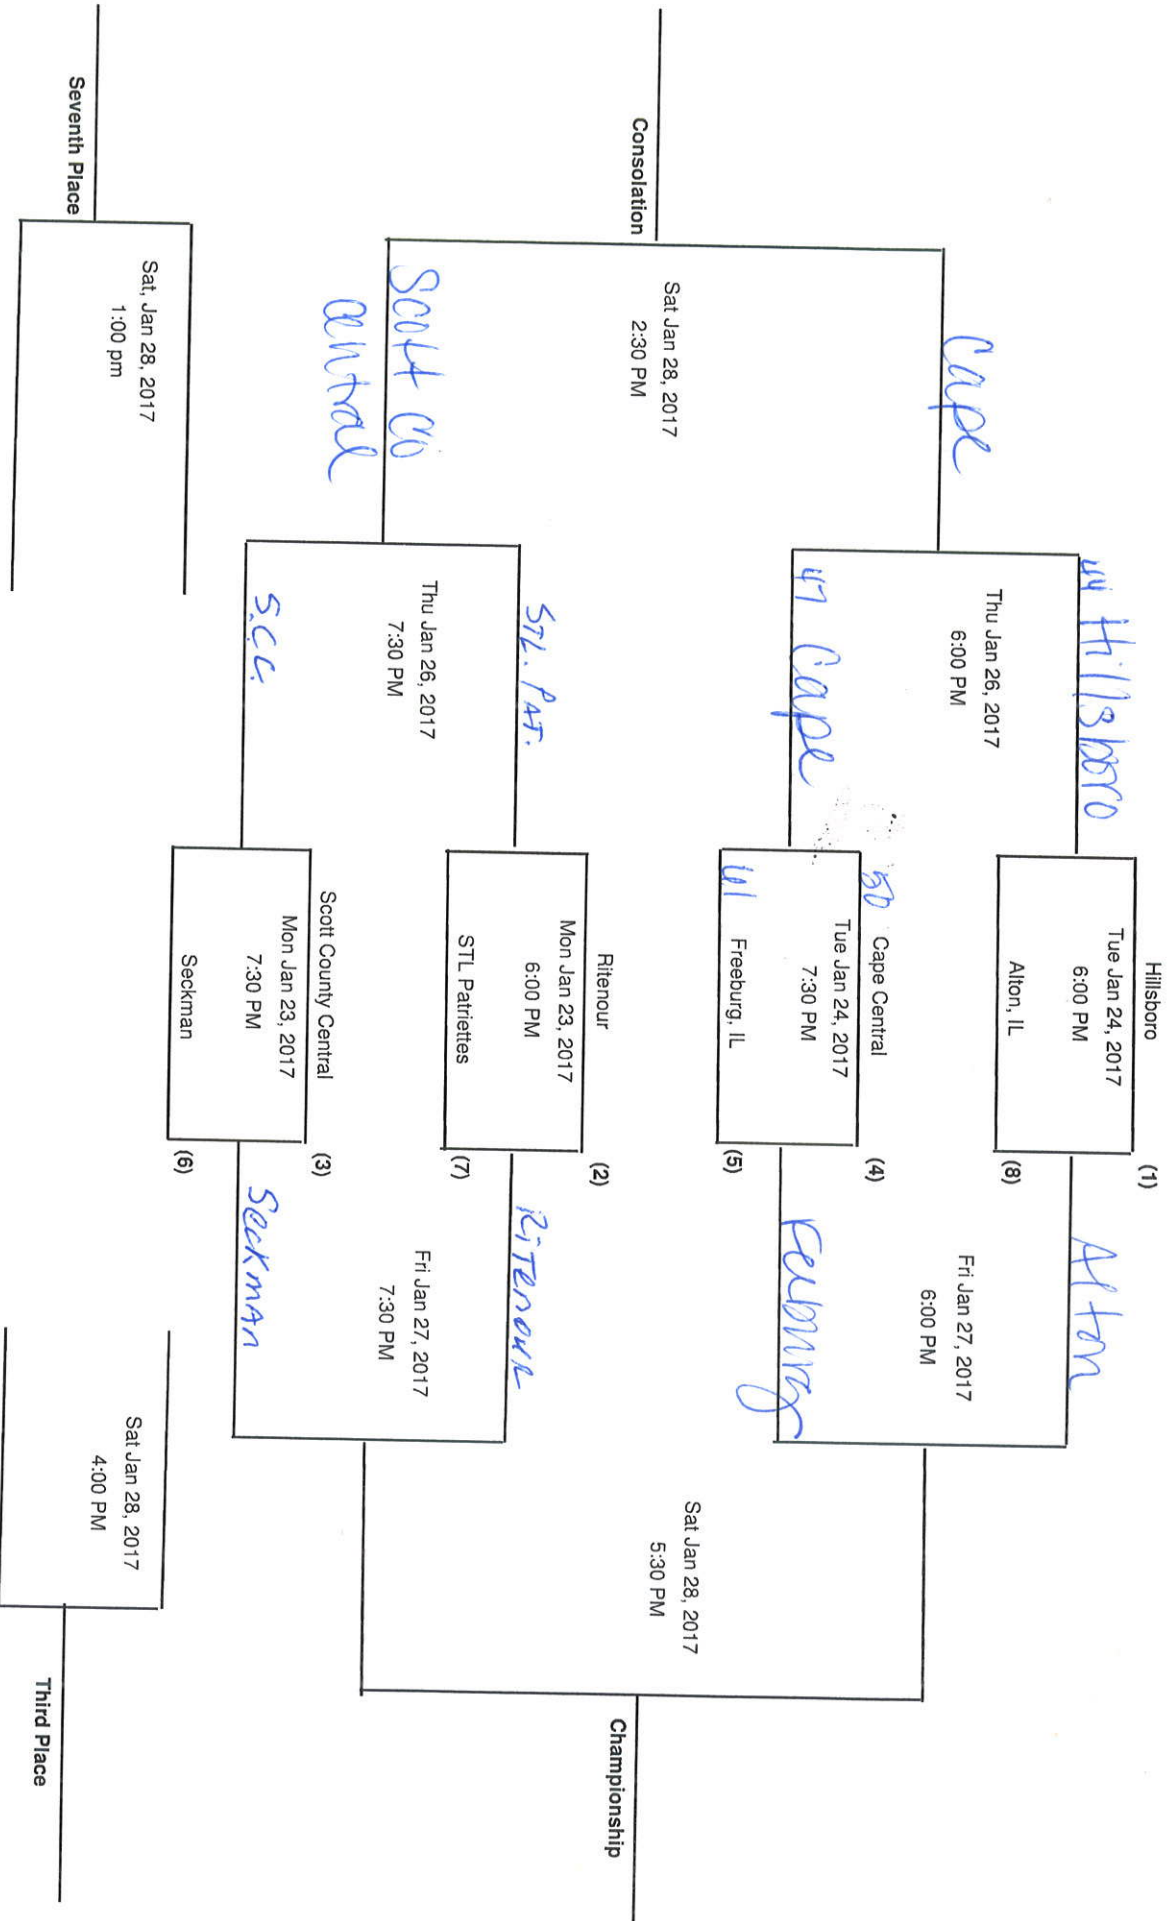 Hillsboro
(1)
Tue Jan 24, 2017
6:00 PM
Alton, IL
(8)
44 Hillsboro
Alton
Thu Jan 26, 2017
6:00 PM
Fri Jan 27, 2017
6:00 PM
Cape
50 Cape Central
(4)
Tue Jan 24, 2017
7:30 PM
61 Freeburg, IL
(5)
47 Cape
Feeburg
Sat Jan 28, 2017
2:30 PM
Consolation
Sat Jan 28, 2017
5:30 PM
Championship
Ritenour
(2)
Mon Jan 23, 2017
6:00 PM
STL Patriettes
(7)
STL. PAT.
RiTENOUR
Thu Jan 26, 2017
7:30 PM
Fri Jan 27, 2017
7:30 PM
Scott Co
Central
Scott County Central
(3)
Mon Jan 23, 2017
7:30 PM
Seckman
(6)
S.C.C.
SeckmAn
Sat, Jan 28, 2017
1:00 pm
Seventh Place
Sat Jan 28, 2017
4:00 PM
Third Place